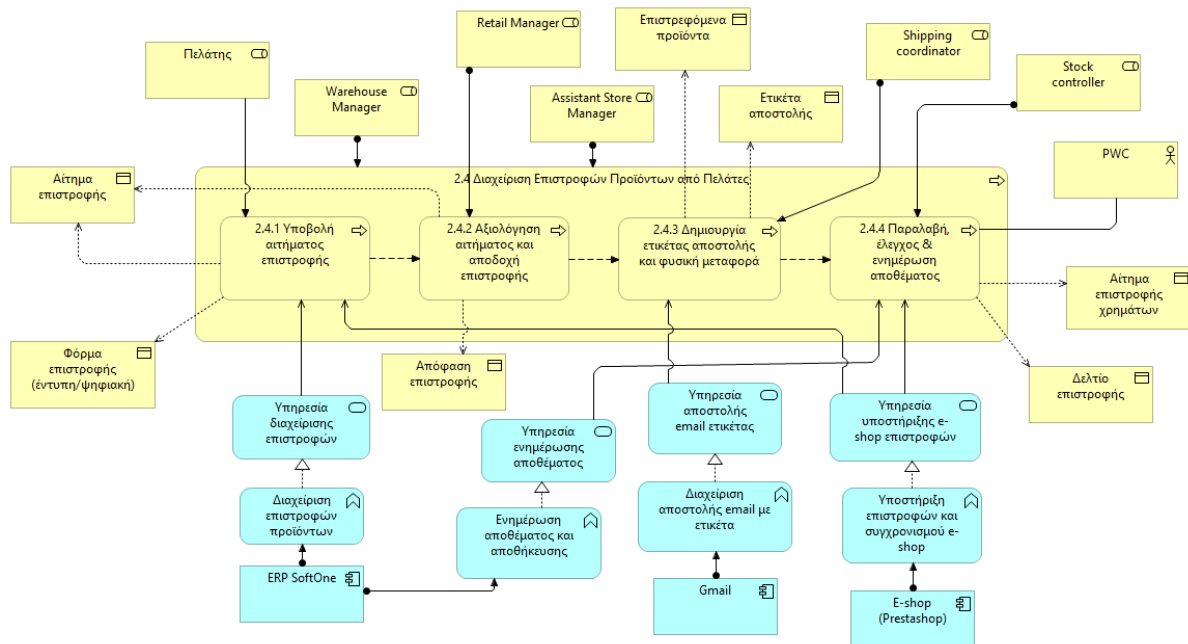 Πελάτης
Warehouse
Manager
Retail Manager
Assistant Store
Manager
Επιστρεφόμενα
προϊόντα
Ετικέτα
αποστολής
Shipping
coordinator
Stock
controller
PWC
Αίτημα
επιστροφής
2.4 Διαχείριση Επιστροφών Προϊόντων από Πελάτες
2.4.1 Υποβολή
αιτήματος
επιστροφής
2.4.2 Αξιολόγηση
αιτήματος και
αποδοχή
επιστροφής
2.4.3 Δημιουργία
ετικέτας αποστολής
και φυσική μεταφορά
2.4.4 Παραλαβή,
έλεγχος &
ενημέρωση
αποθέματος
Αίτημα
επιστροφής
χρημάτων
Φόρμα
επιστροφής
(έντυπη/ψηφιακή)
Απόφαση
επιστροφής
Δελτίο
επιστροφής
Υπηρεσία
διαχείρισης
επιστροφών
Υπηρεσία
ενημέρωσης
αποθέματος
Υπηρεσία
αποστολής
email ετικέτας
Υπηρεσία
υποστήριξης e-
shop επιστροφών
Διαχείριση
επιστροφών
προϊόντων
Ενημέρωση
αποθέματος και
αποθήκευσης
Διαχείριση
αποστολής email με
ετικέτα
Υποστήριξη
επιστροφών και
συγχρονισμού e-
shop
ERP SoftOne
Gmail
E-shop
(Prestashop)